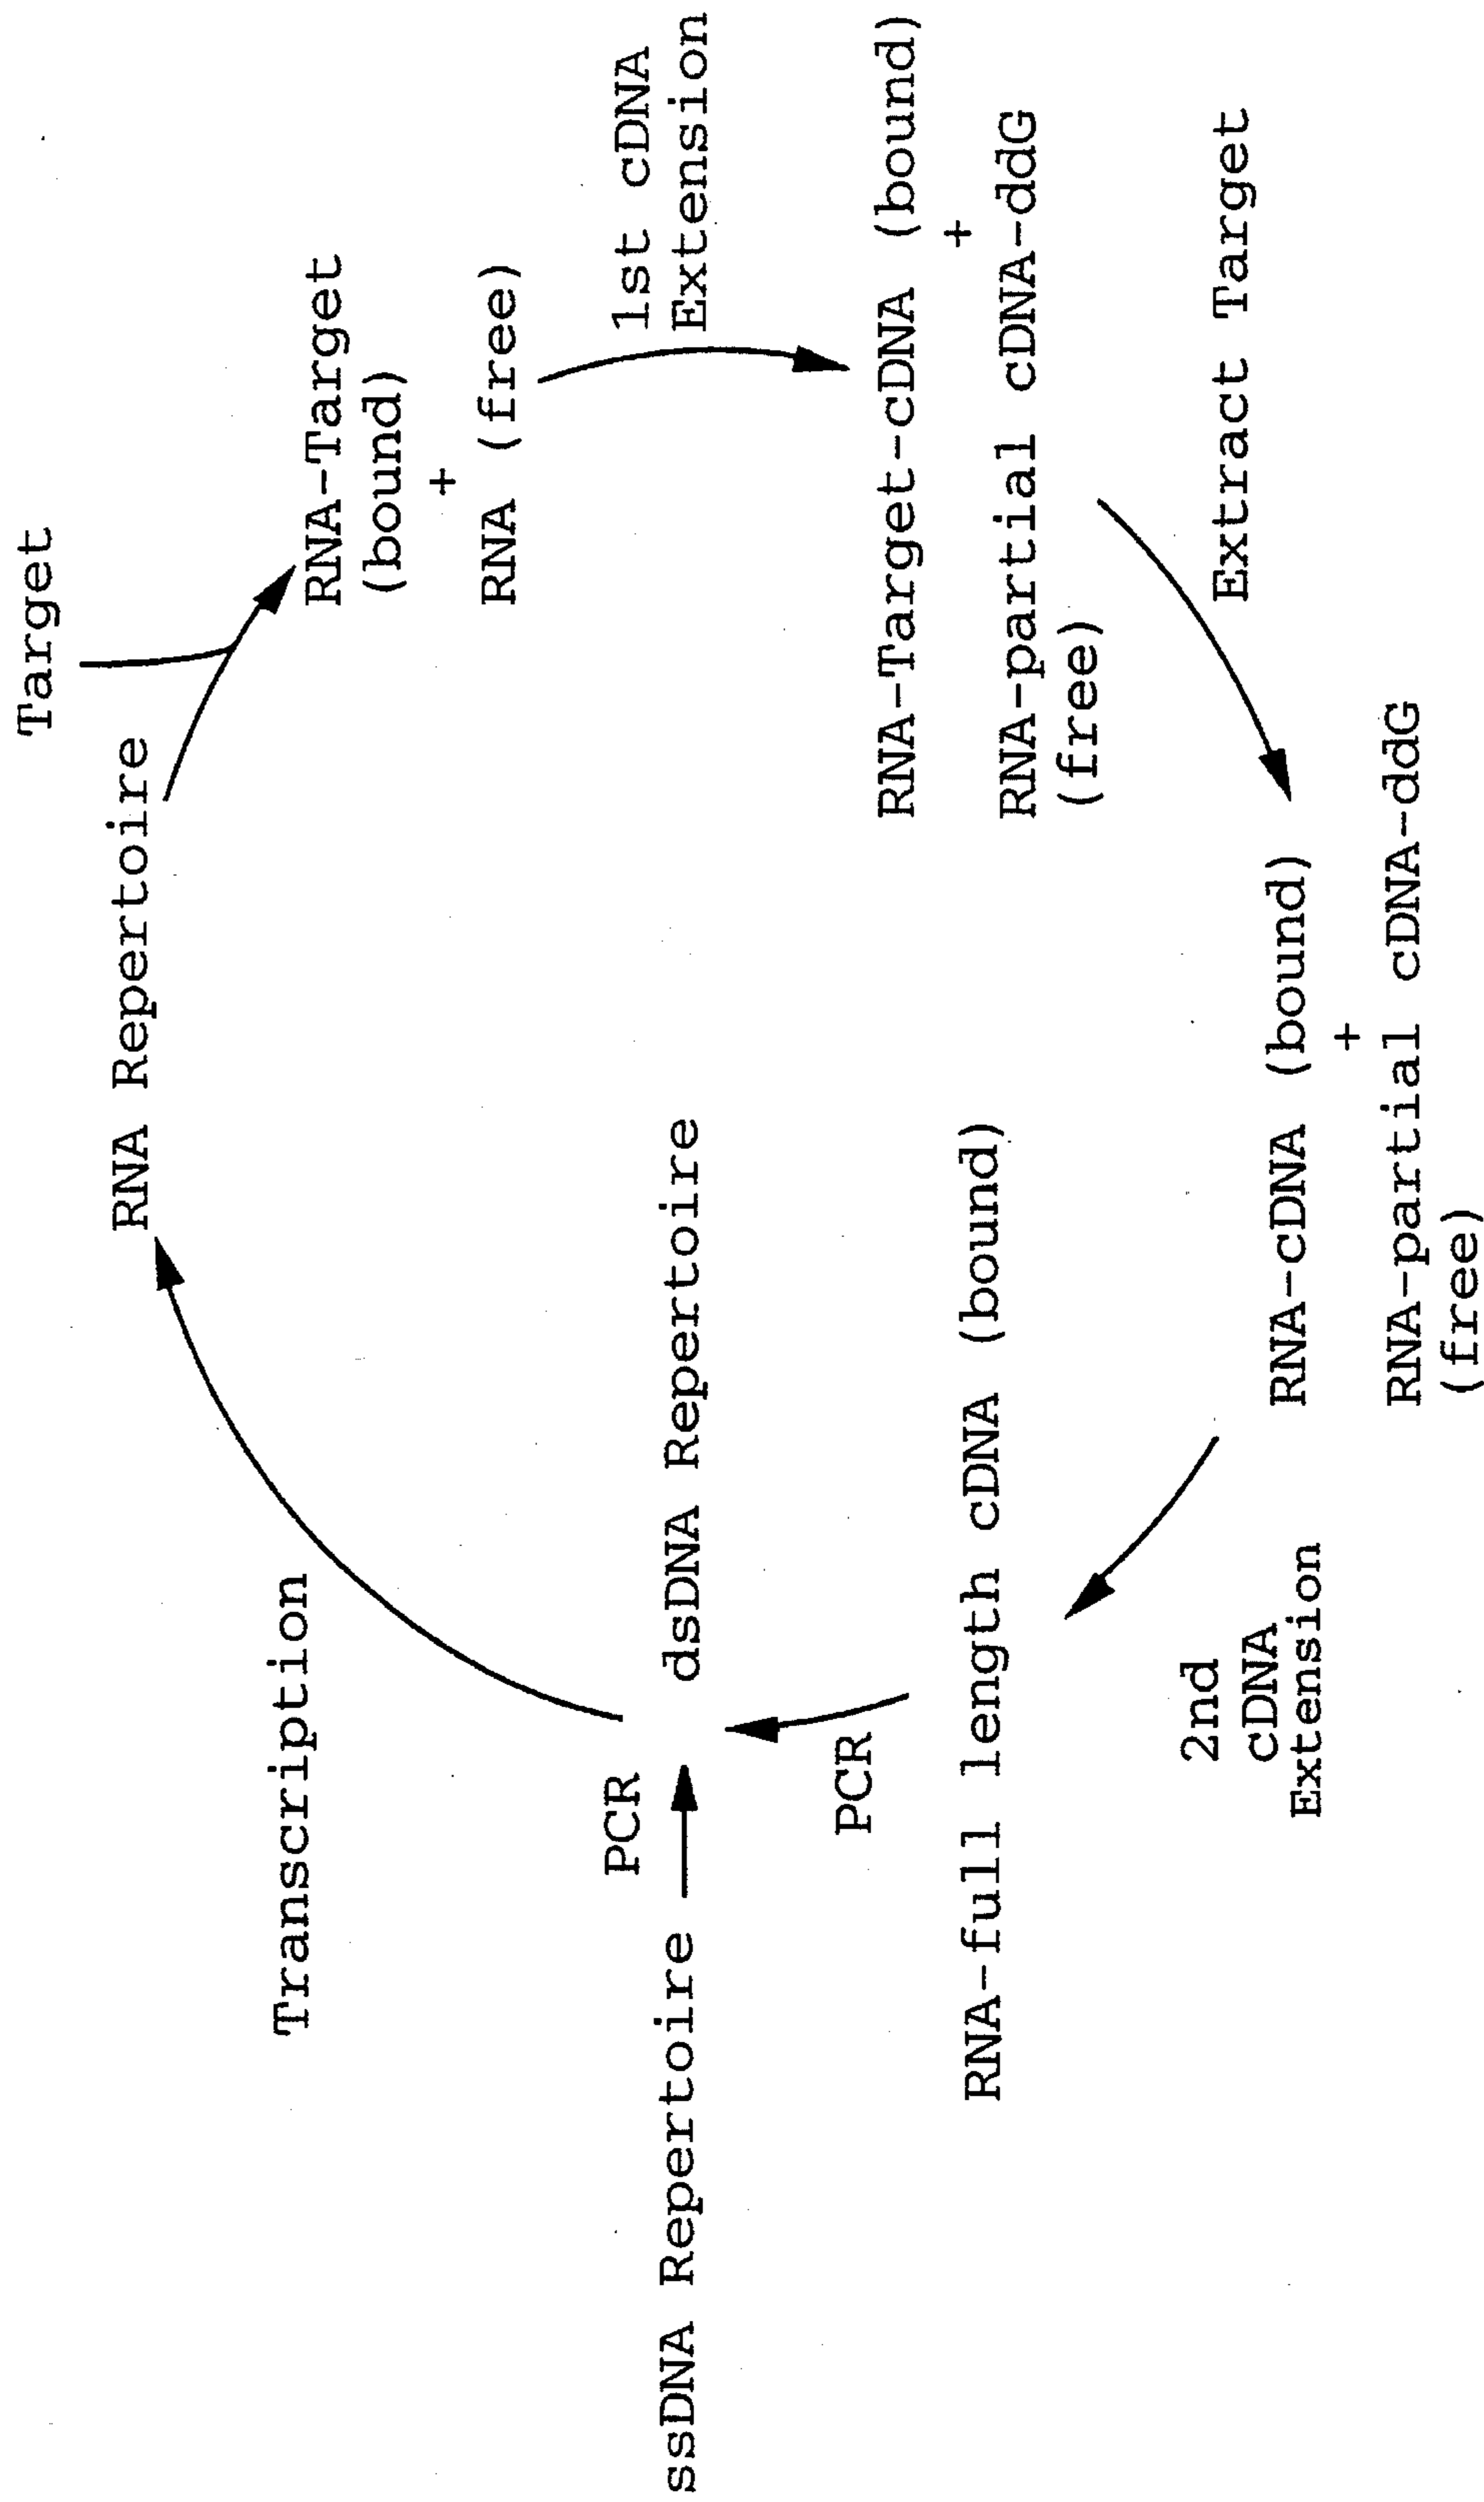 Target
RNA Repertoire
RNA-Target
(bound)
+
RNA (free)
1st cDNA
Extension
RNA-Target-cDNA (bound)
+
RNA-partial cDNA-ddG
(free)
Extract Target
RNA-cDNA (bound)
+
RNA-partial cDNA-ddG
(free)
2nd
cDNA
Extension
RNA-full length cDNA (bound)
PCR
dsDNA Repertoire
PCR
ssDNA Repertoire
Transcription